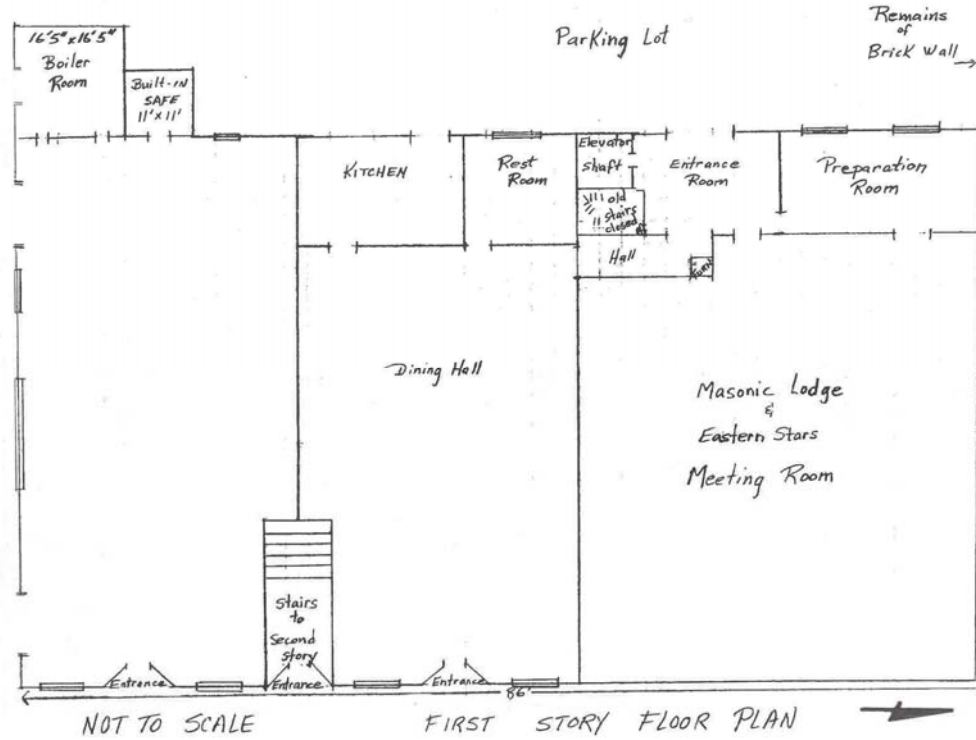 Parking Lot
Remains
of
Brick Wall
16'5" x 16'5"
Boiler
Room
Built-in
SAFE
11' x 11'
KITCHEN
Rest
Room
Elevator
Shaft
Entrance
Room
Preparation
Room
old
stairs
closed
Hall
FURN
Dining Hall
Masonic Lodge
&
Eastern Stars
Meeting Room
Stairs
to
Second
story
Entrance
Entrance
Entrance
86'
NOT TO SCALE
FIRST STORY FLOOR PLAN